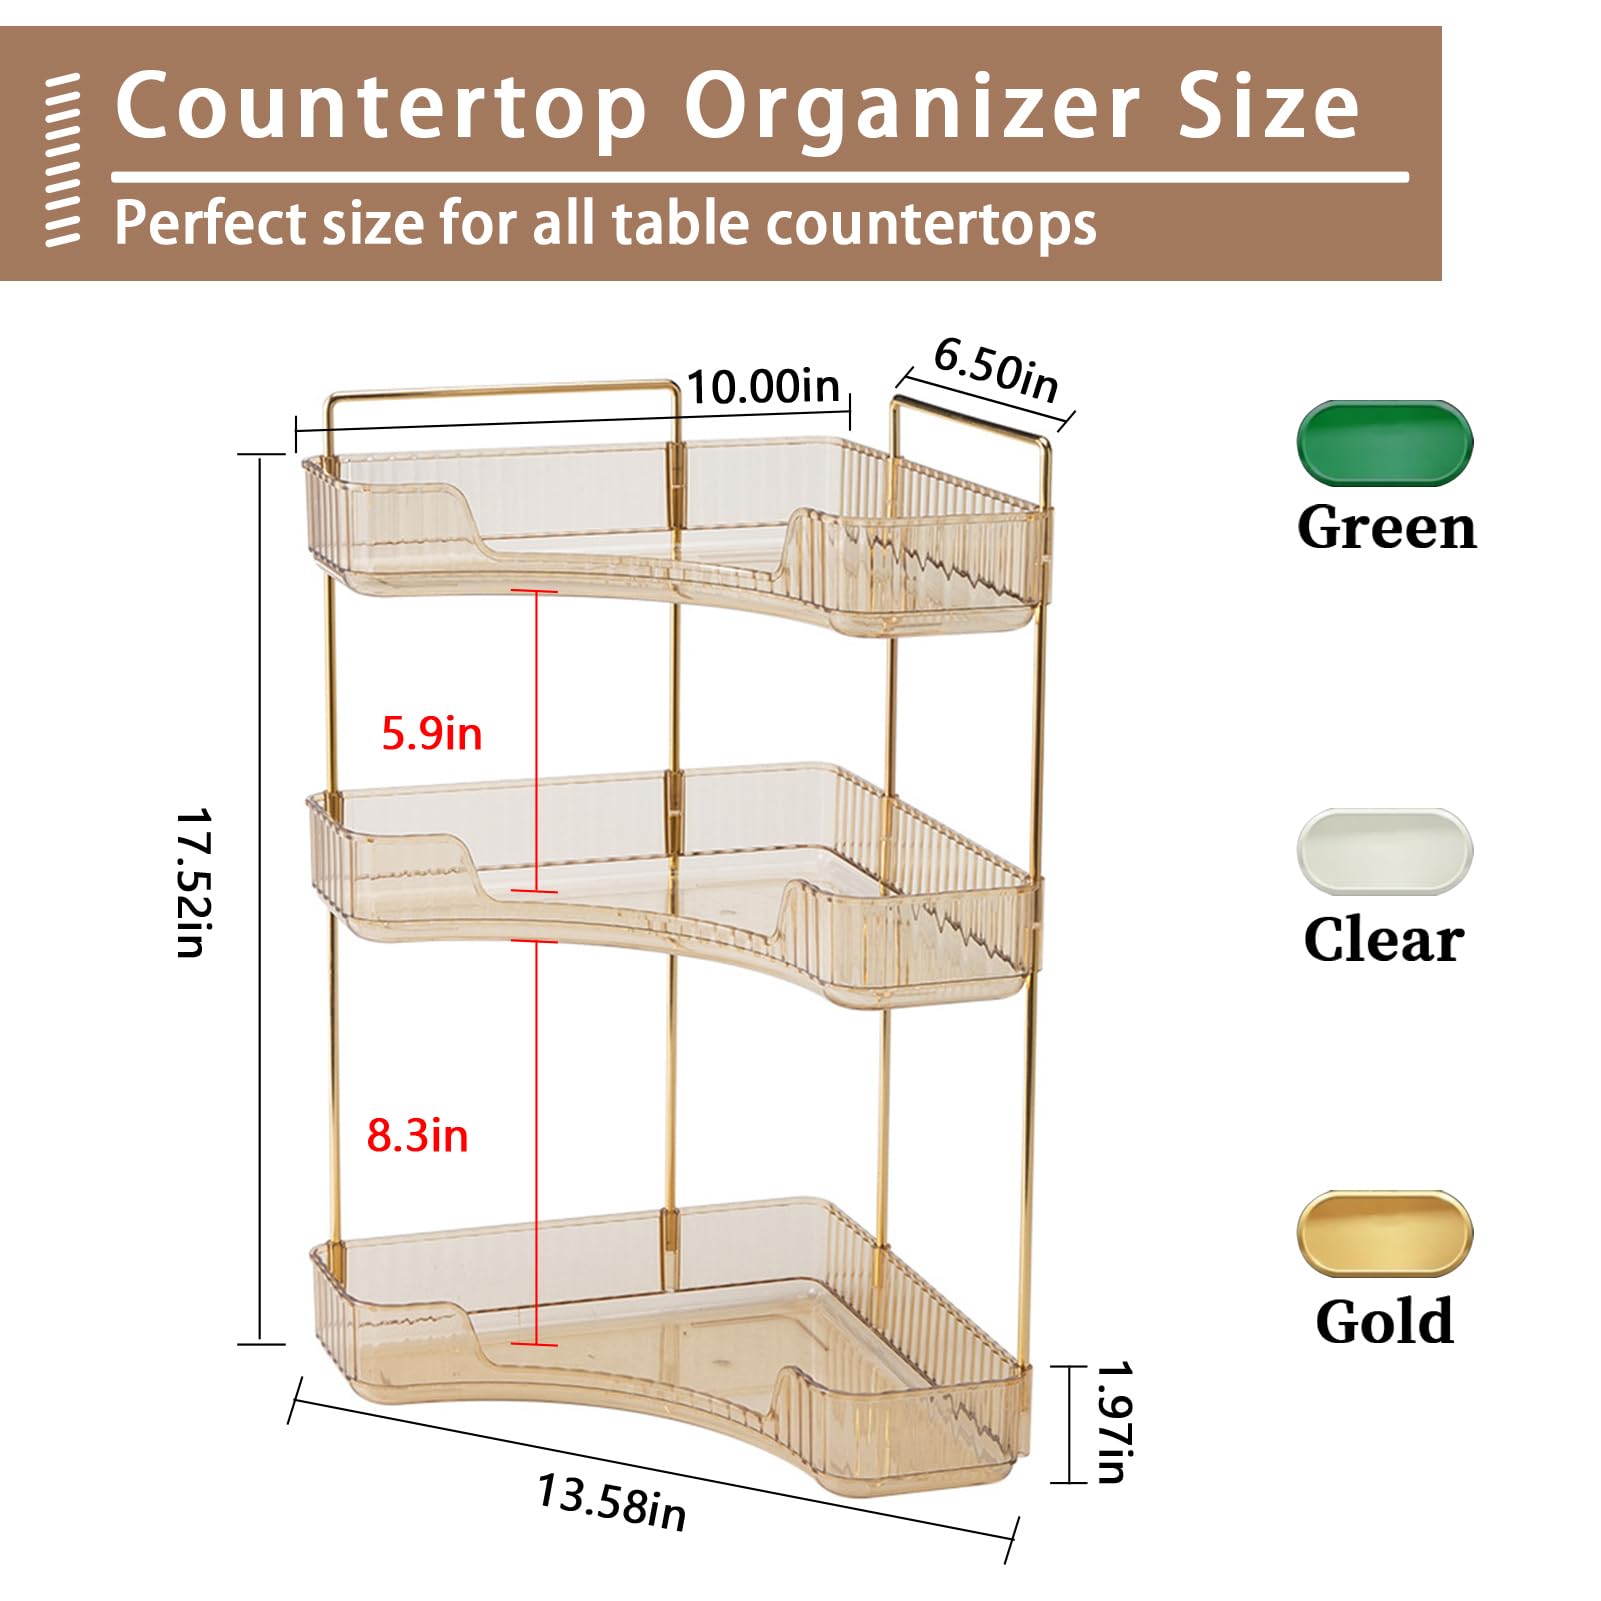 Countertop Organizer Size
Perfect size for all table countertops
10.00in
6.50in
Green
5.9in
17.52in
Clear
8.3in
Gold
1.97in
13.58in